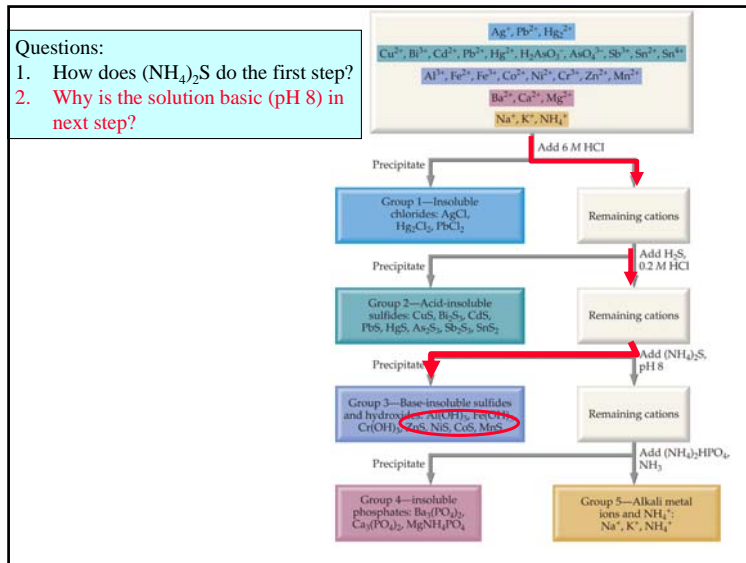 Questions:
1. How does (NH₄)₂S do the first step?
2. Why is the solution basic (pH 8) in
next step?
Ag⁺, Pb²⁺, Hg₂²⁺
Cu²⁺, Bi³⁺, Cd²⁺, Pb²⁺, Hg²⁺, H₂AsO₃⁻, AsO₄³⁻, Sb³⁺, Sn²⁺, Sn⁴⁺
Al³⁺, Fe²⁺, Fe³⁺, Co²⁺, Ni²⁺, Cr³⁺, Zn²⁺, Mn²⁺
Ba²⁺, Ca²⁺, Mg²⁺
Na⁺, K⁺, NH₄⁺
Add 6 M HCl
Precipitate
Group 1—Insoluble
chlorides: AgCl,
Hg₂Cl₂, PbCl₂
Remaining cations
Add H₂S,
0.2 M HCl
Precipitate
Group 2—Acid-insoluble
sulfides: CuS, Bi₂S₃, CdS,
PbS, HgS, As₂S₃, Sb₂S₃, SnS₂
Remaining cations
Add (NH₄)₂S,
pH 8
Precipitate
Group 3—Base-insoluble sulfides
and hydroxides: Al(OH)₃, Fe(OH)
Cr(OH)₃, ZnS, NiS, CoS, MnS
Remaining cations
Add (NH₄)₂HPO₄,
NH₃
Precipitate
Group 4—insoluble
phosphates: Ba₃(PO₄)₂,
Ca₃(PO₄)₂, MgNH₄PO₄
Group 5—Alkali metal
ions and NH₄⁺:
Na⁺, K⁺, NH₄⁺